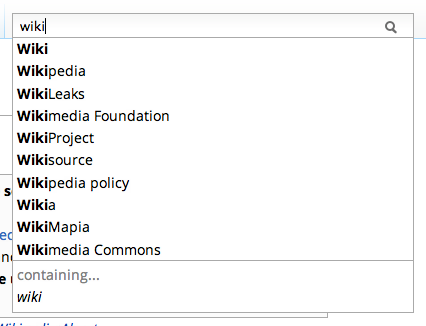 wiki
Wiki
Wikipedia
WikiLeaks
Wikimedia Foundation
WikiProject
Wikisource
Wikipedia policy
Wikia
WikiMapia
Wikimedia Commons
containing...
wiki